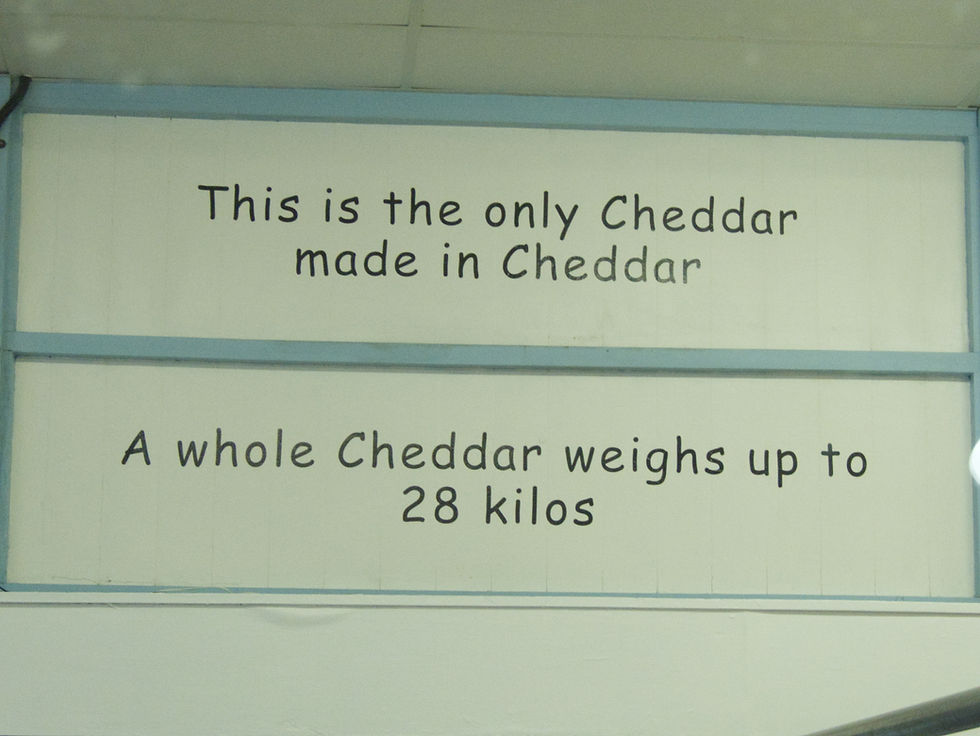 This is the only Cheddar
made in Cheddar
A whole Cheddar weighs up to
28 kilos